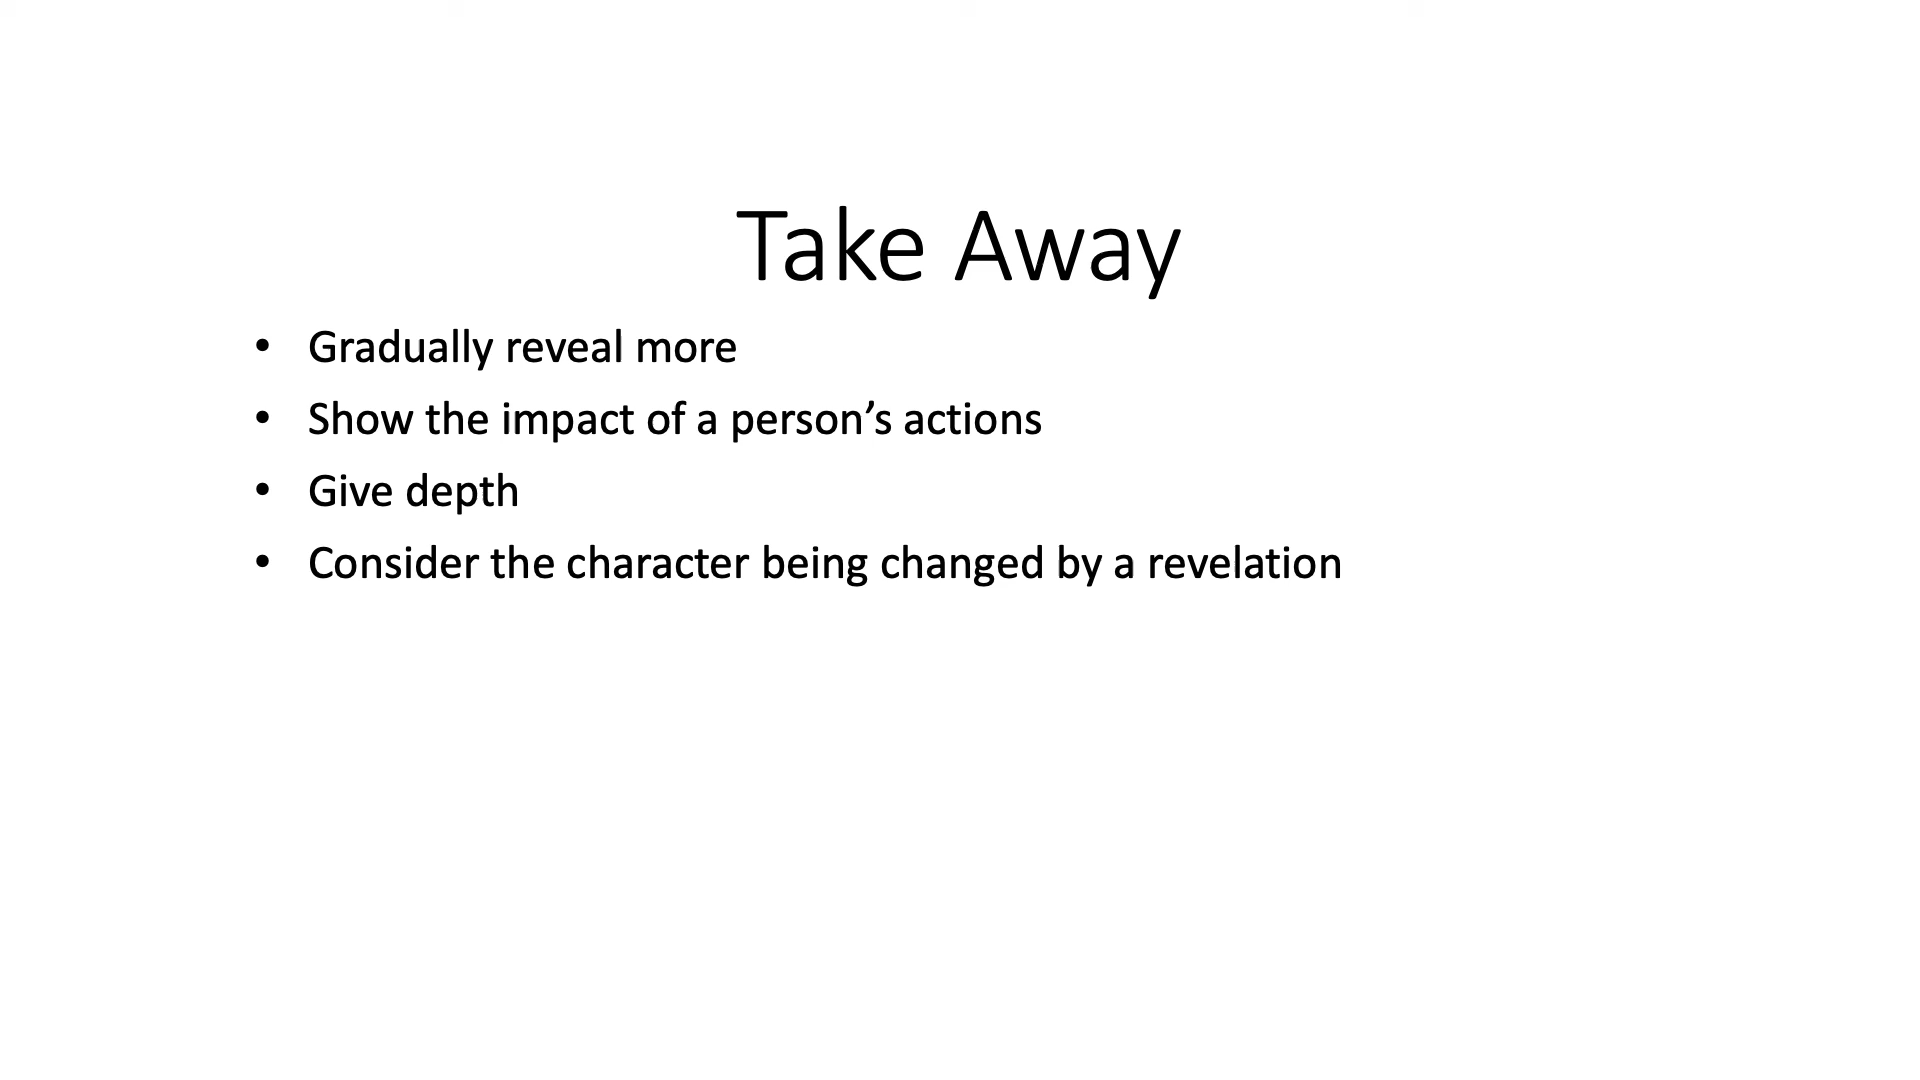 Take Away
• Gradually reveal more
• Show the impact of a person’s actions
• Give depth
• Consider the character being changed by a revelation